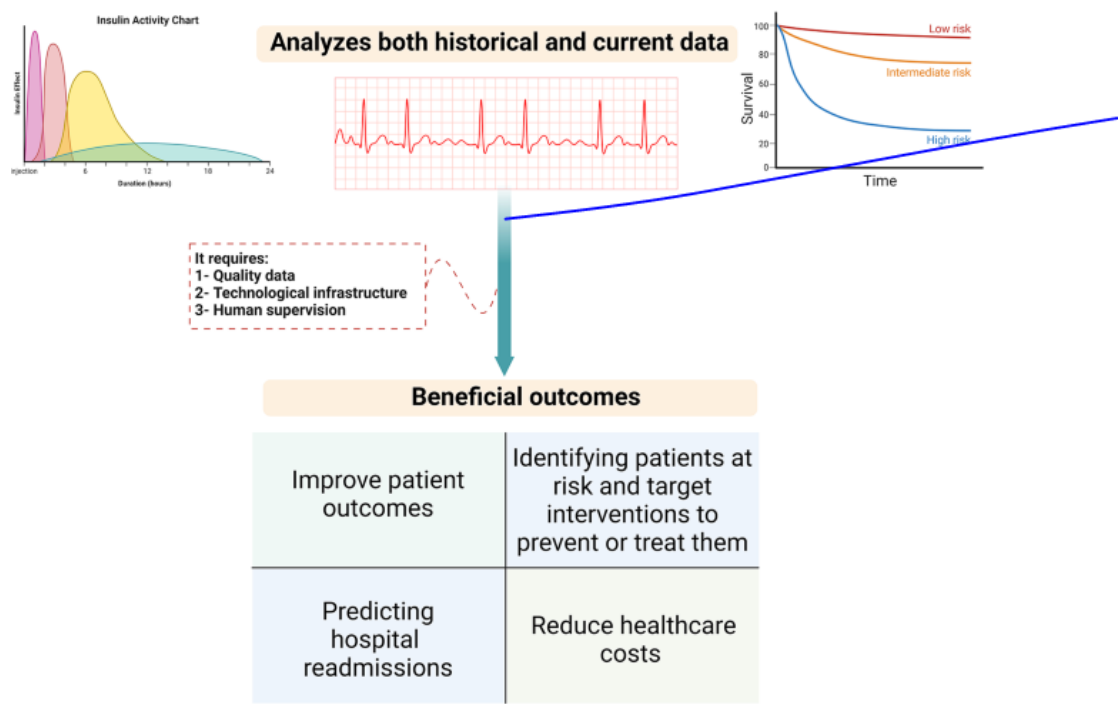 Insulin Activity Chart
Insulin Effect
Injection
6
12
18
24
Duration (hours)
Analyzes both historical and current data
Survival
100
80
60
40
20
0
Low risk
Intermediate risk
High risk
Time
It requires:
1- Quality data
2- Technological infrastructure
3- Human supervision
Beneficial outcomes
Improve patient
outcomes
Identifying patients at
risk and target
interventions to
prevent or treat them
Predicting
hospital
readmissions
Reduce healthcare
costs